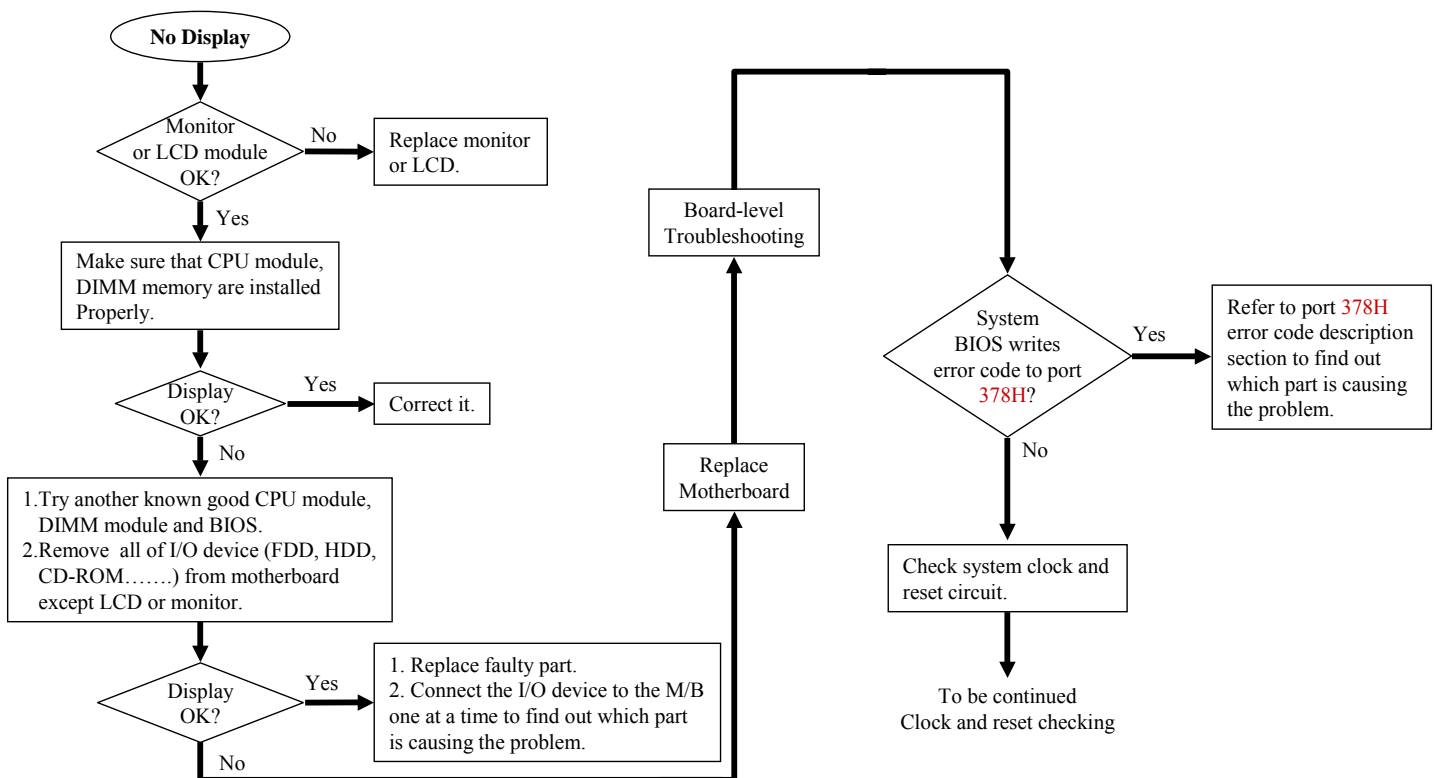 No Display
Monitor
or LCD module
OK?
No
Replace monitor
or LCD.
Yes
Make sure that CPU module,
DIMM memory are installed
Properly.
Display
OK?
Yes
Correct it.
No
1.Try another known good CPU module,
DIMM module and BIOS.
2.Remove all of I/O device (FDD, HDD,
CD-ROM…….) from motherboard
except LCD or monitor.
Display
OK?
Yes
1. Replace faulty part.
2. Connect the I/O device to the M/B
one at a time to find out which part
is causing the problem.
No
Replace
Motherboard
Board-level
Troubleshooting
System
BIOS writes
error code to port
378H?
Yes
Refer to port 378H
error code description
section to find out
which part is causing
the problem.
No
Check system clock and
reset circuit.
To be continued
Clock and reset checking